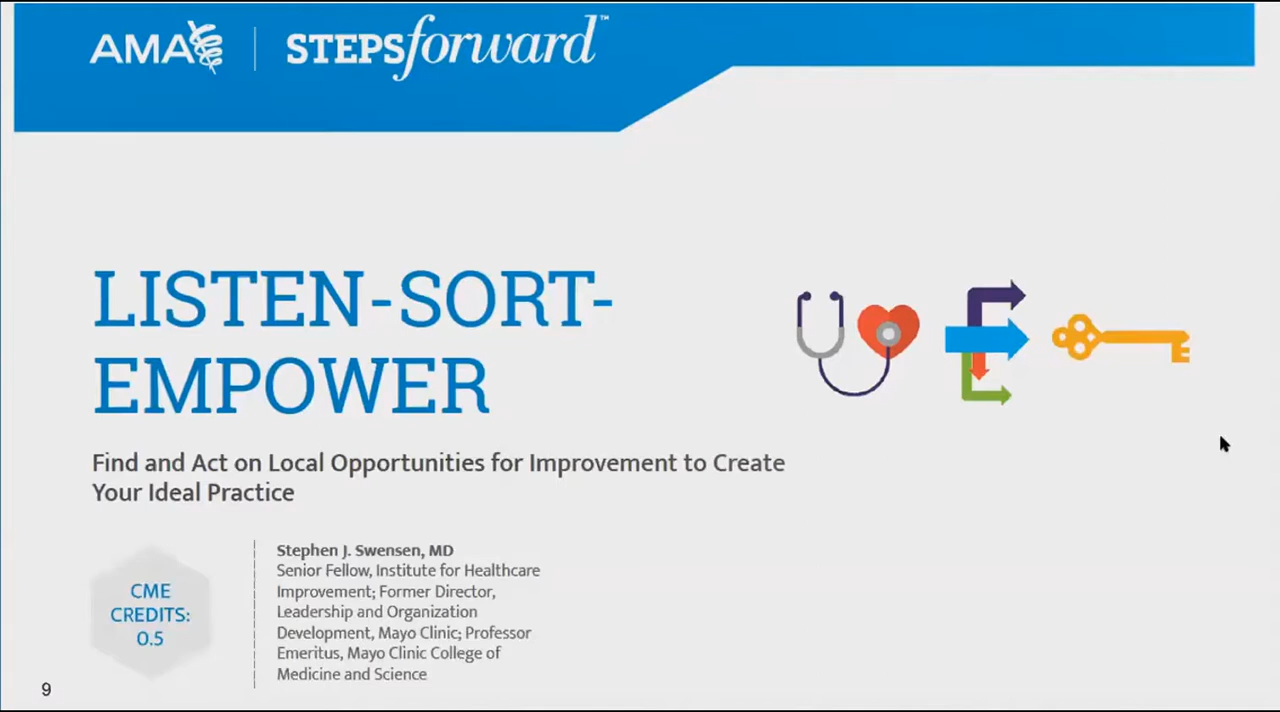 AMA STEPSforward™
LISTEN-SORT-
EMPOWER
Find and Act on Local Opportunities for Improvement to Create
Your Ideal Practice
CME
CREDITS:
0.5
Stephen J. Swensen, MD
Senior Fellow, Institute for Healthcare
Improvement; Former Director,
Leadership and Organization
Development, Mayo Clinic; Professor
Emeritus, Mayo Clinic College of
Medicine and Science
9